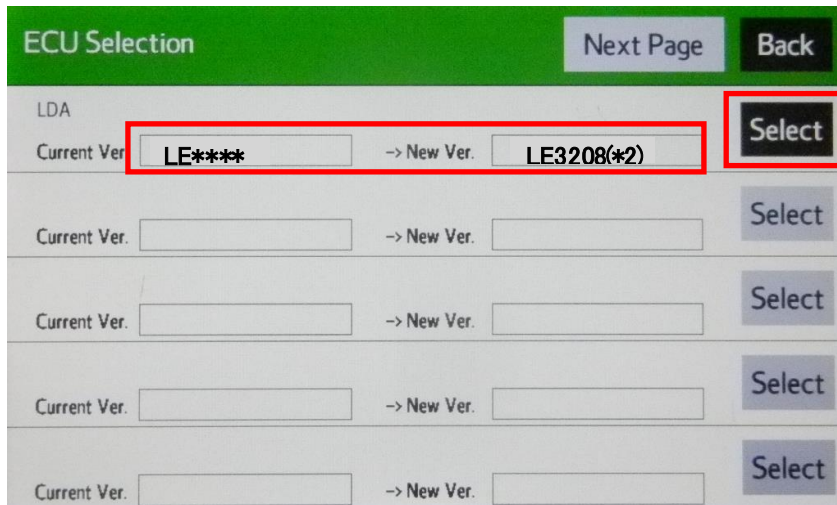 ECU Selection Next Page Back
LDA
Current Ver LE**** -> New Ver. LE3208(*2) Select
Current Ver. -> New Ver. Select
Current Ver. -> New Ver. Select
Current Ver. -> New Ver. Select
Current Ver. -> New Ver. Select